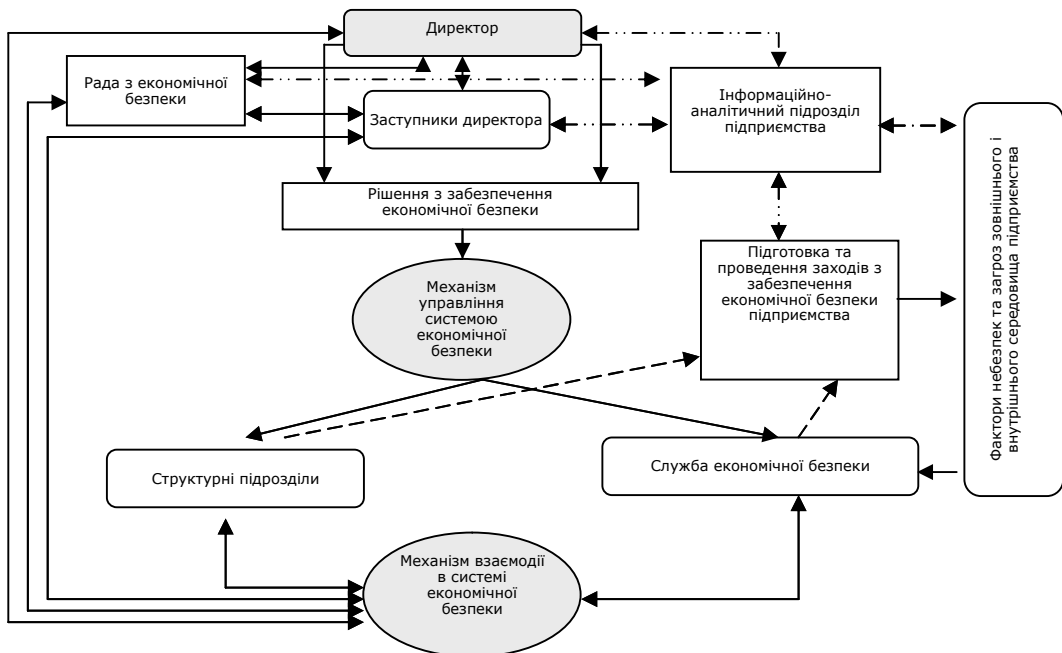 Директор
Рада з економічної
безпеки
Заступники директора
Інформаційно-
аналітичний підрозділ
підприємства
Рішення з забезпечення
економічної безпеки
Механізм
управління
системою
економічної
безпеки
Підготовка та
проведення заходів з
забезпечення
економічної безпеки
підприємства
Фактори небезпек та загроз зовнішнього і
внутрішнього середовища підприємства
Структурні підрозділи
Служба економічної безпеки
Механізм взаємодії
в системі
економічної
безпеки